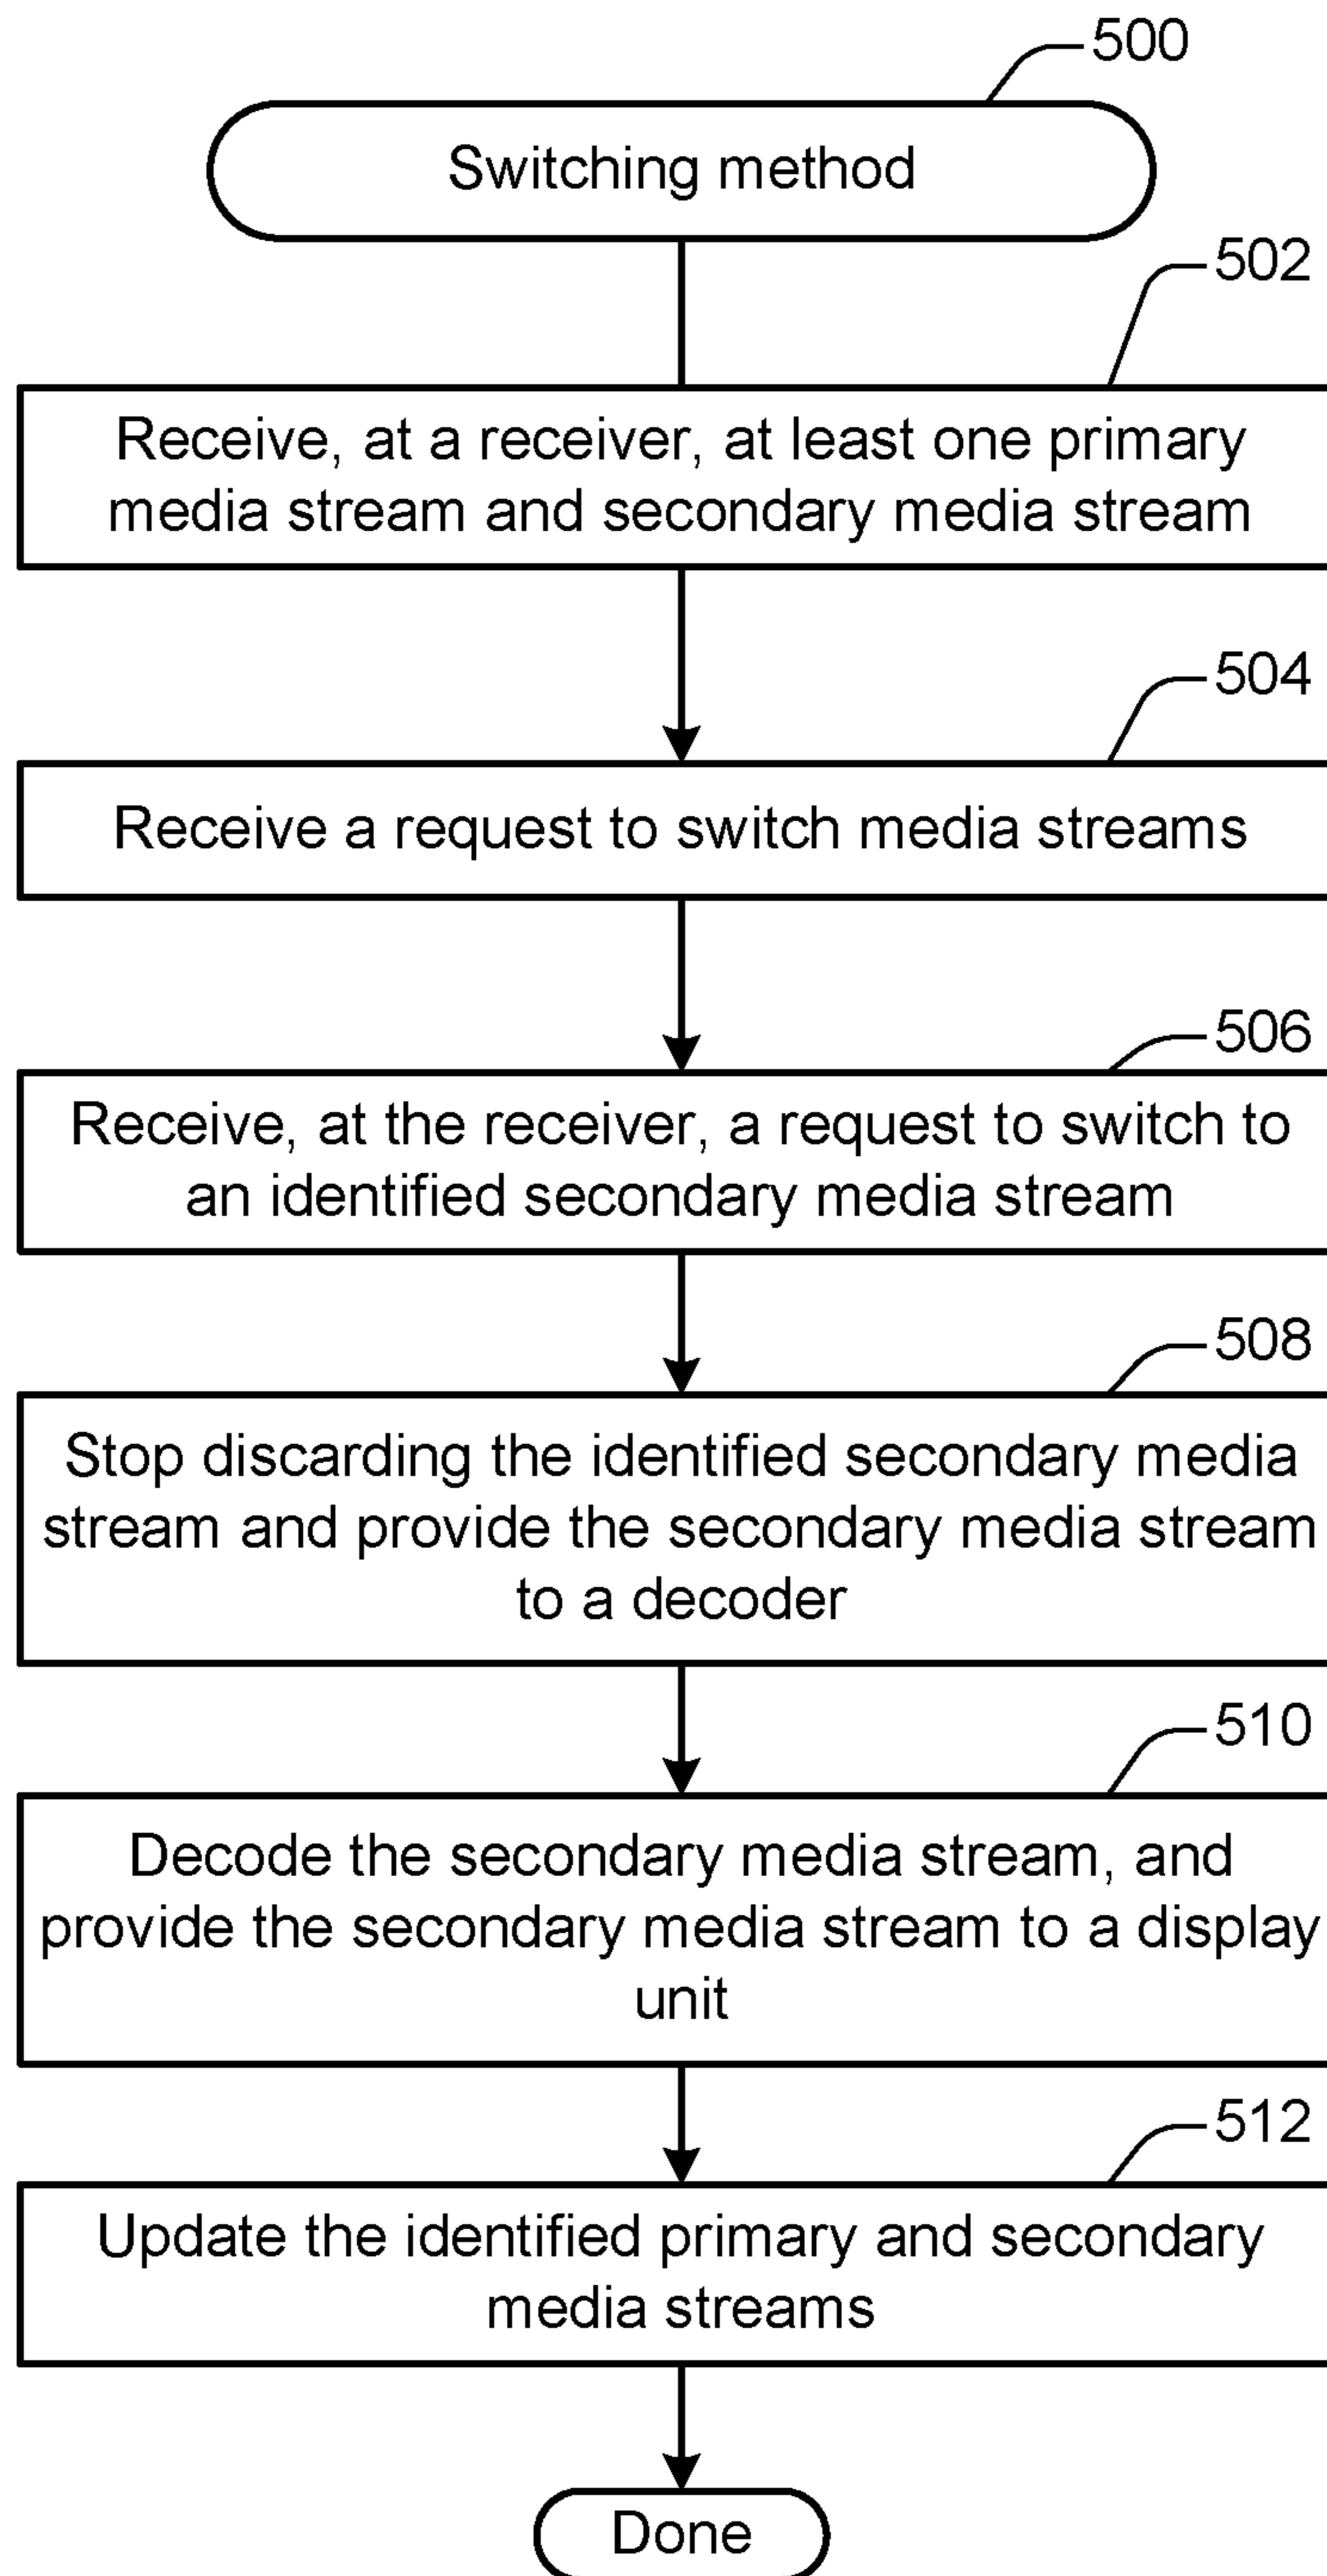 500
Switching method
502
Receive, at a receiver, at least one primary
media stream and secondary media stream
504
Receive a request to switch media streams
506
Receive, at the receiver, a request to switch to
an identified secondary media stream
508
Stop discarding the identified secondary media
stream and provide the secondary media stream
to a decoder
510
Decode the secondary media stream, and
provide the secondary media stream to a display
unit
512
Update the identified primary and secondary
media streams
Done